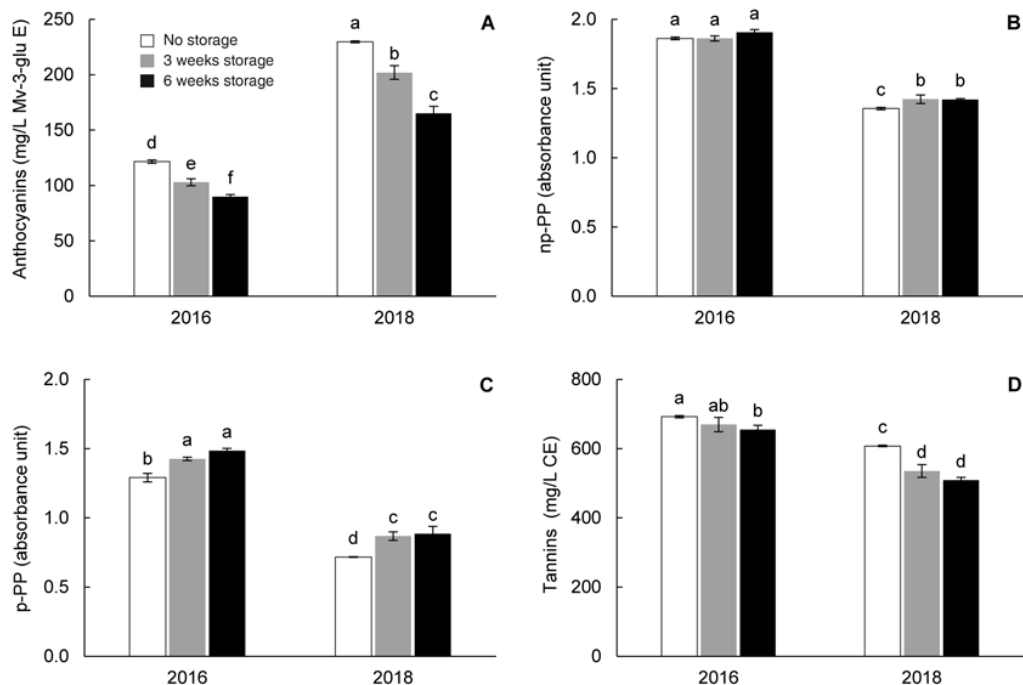 A
Anthocyanins (mg/L Mv-3-glu E)
250
200
150
100
50
0
No storage
3 weeks storage
6 weeks storage
d
e
f
a
b
c
2016
2018
B
np-PP (absorbance unit)
2.0
1.5
1.0
0.5
0.0
a
a
a
c
b
b
2016
2018
C
p-PP (absorbance unit)
2.0
1.5
1.0
0.5
0.0
b
a
a
d
c
c
2016
2018
D
Tannins (mg/L CE)
800
600
400
200
0
a
ab
b
c
d
d
2016
2018